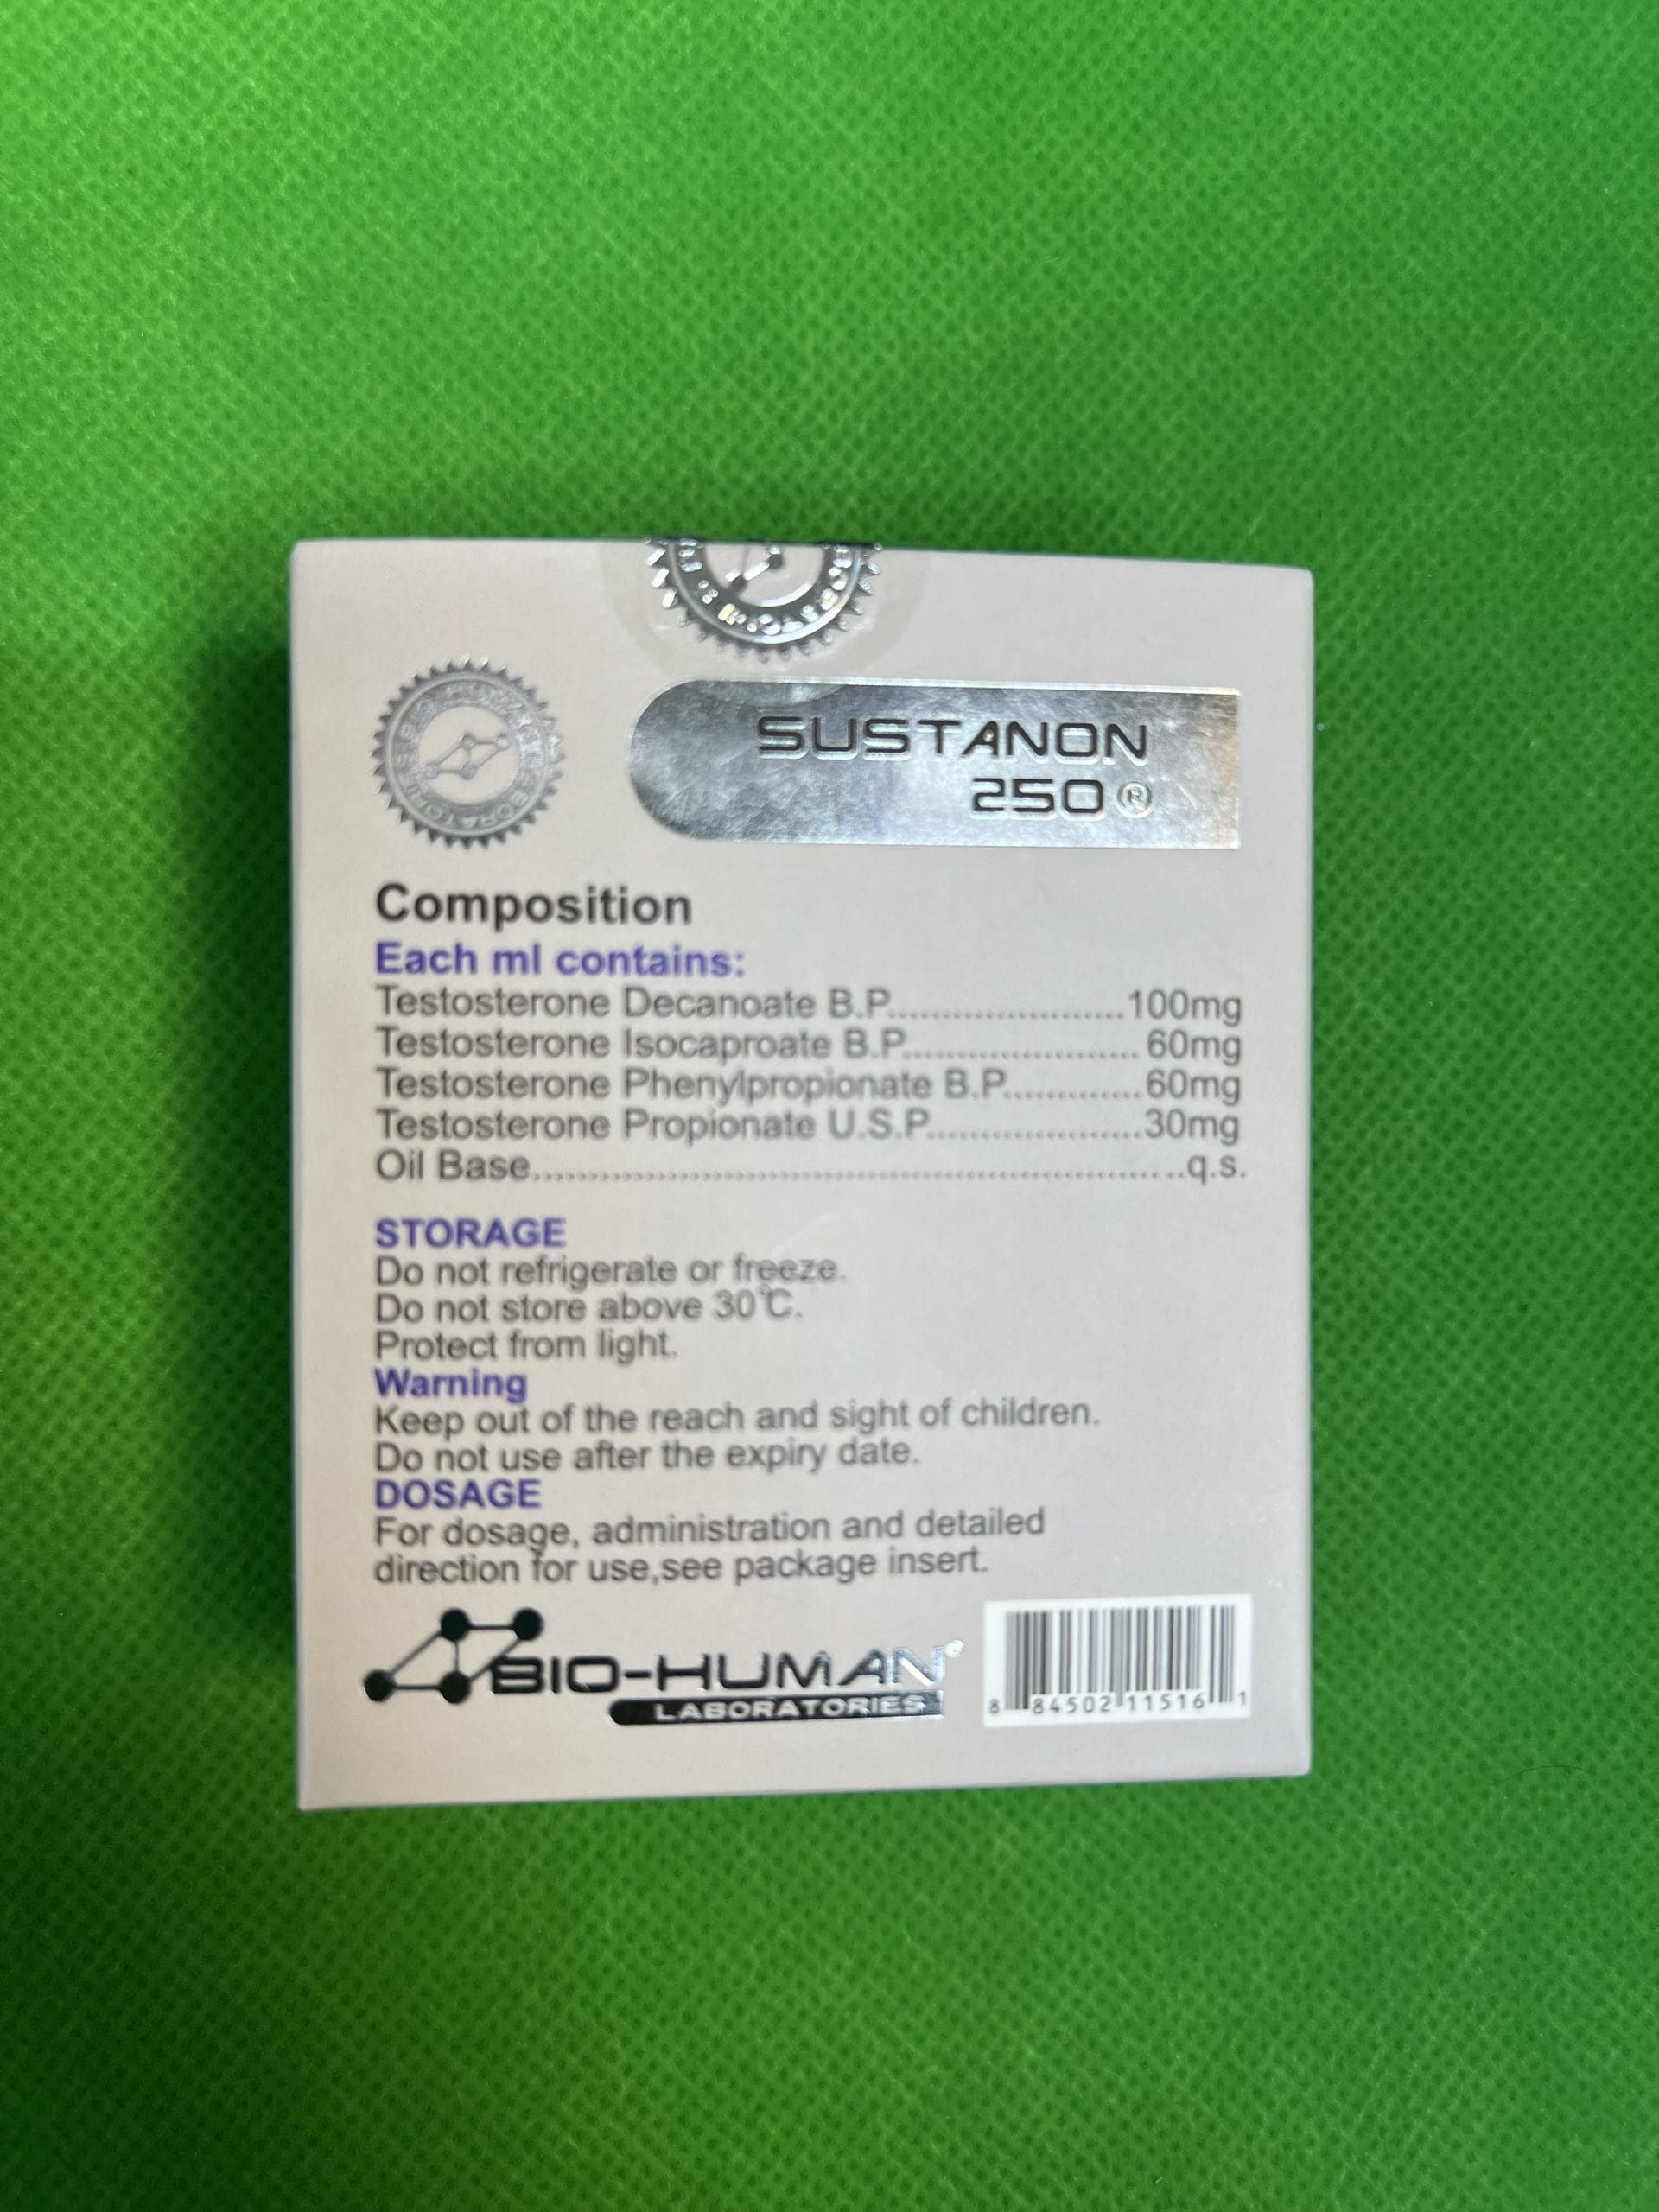 SUSTANON
250®
Composition
Each ml contains:
Testosterone Decanoate B.P.......................100mg
Testosterone Isocaproate B.P....................... 60mg
Testosterone Phenylpropionate B.P.............60mg
Testosterone Propionate U.S.P.....................30mg
Oil Base...............................................................q.s.
STORAGE
Do not refrigerate or freeze.
Do not store above 30℃.
Protect from light.
Warning
Keep out of the reach and sight of children.
Do not use after the expiry date.
DOSAGE
For dosage, administration and detailed
direction for use,see package insert.
BIO-HUMAN®
LABORATORIES
8 84502 11516 1